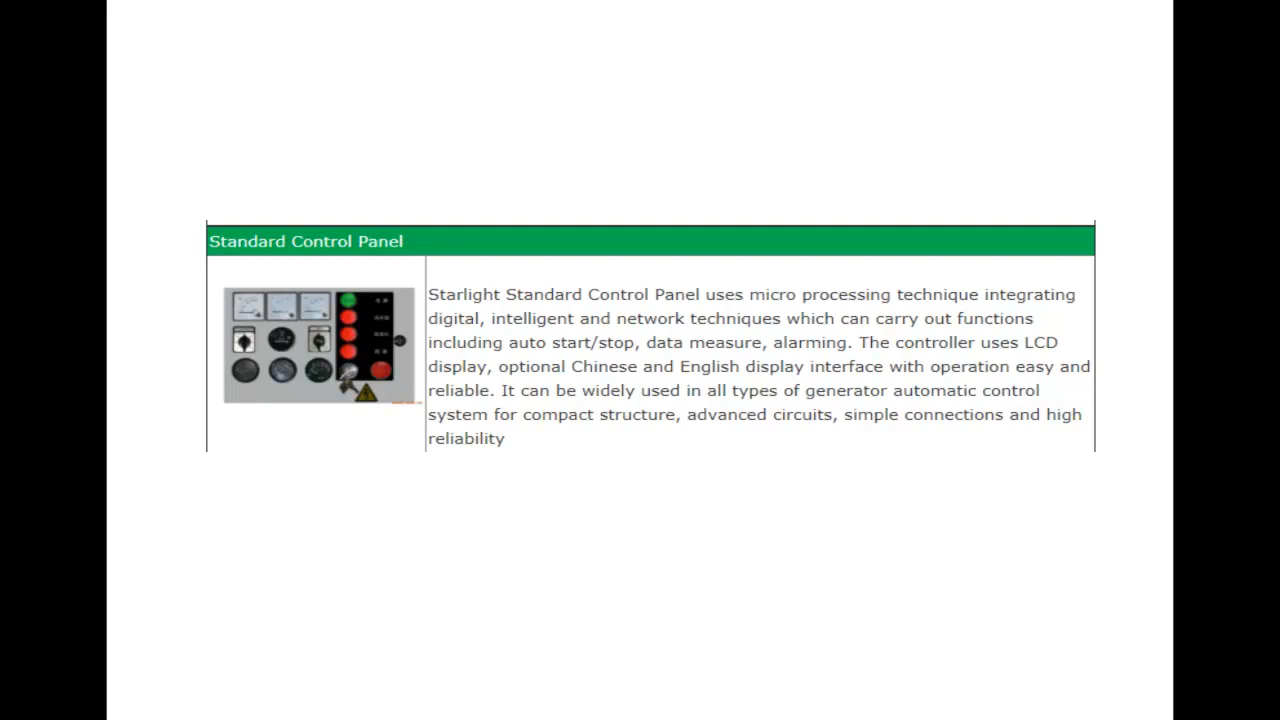 Standard Control Panel
Starlight Standard Control Panel uses micro processing technique integrating
digital, intelligent and network techniques which can carry out functions
including auto start/stop, data measure, alarming. The controller uses LCD
display, optional Chinese and English display interface with operation easy and
reliable. It can be widely used in all types of generator automatic control
system for compact structure, advanced circuits, simple connections and high
reliability